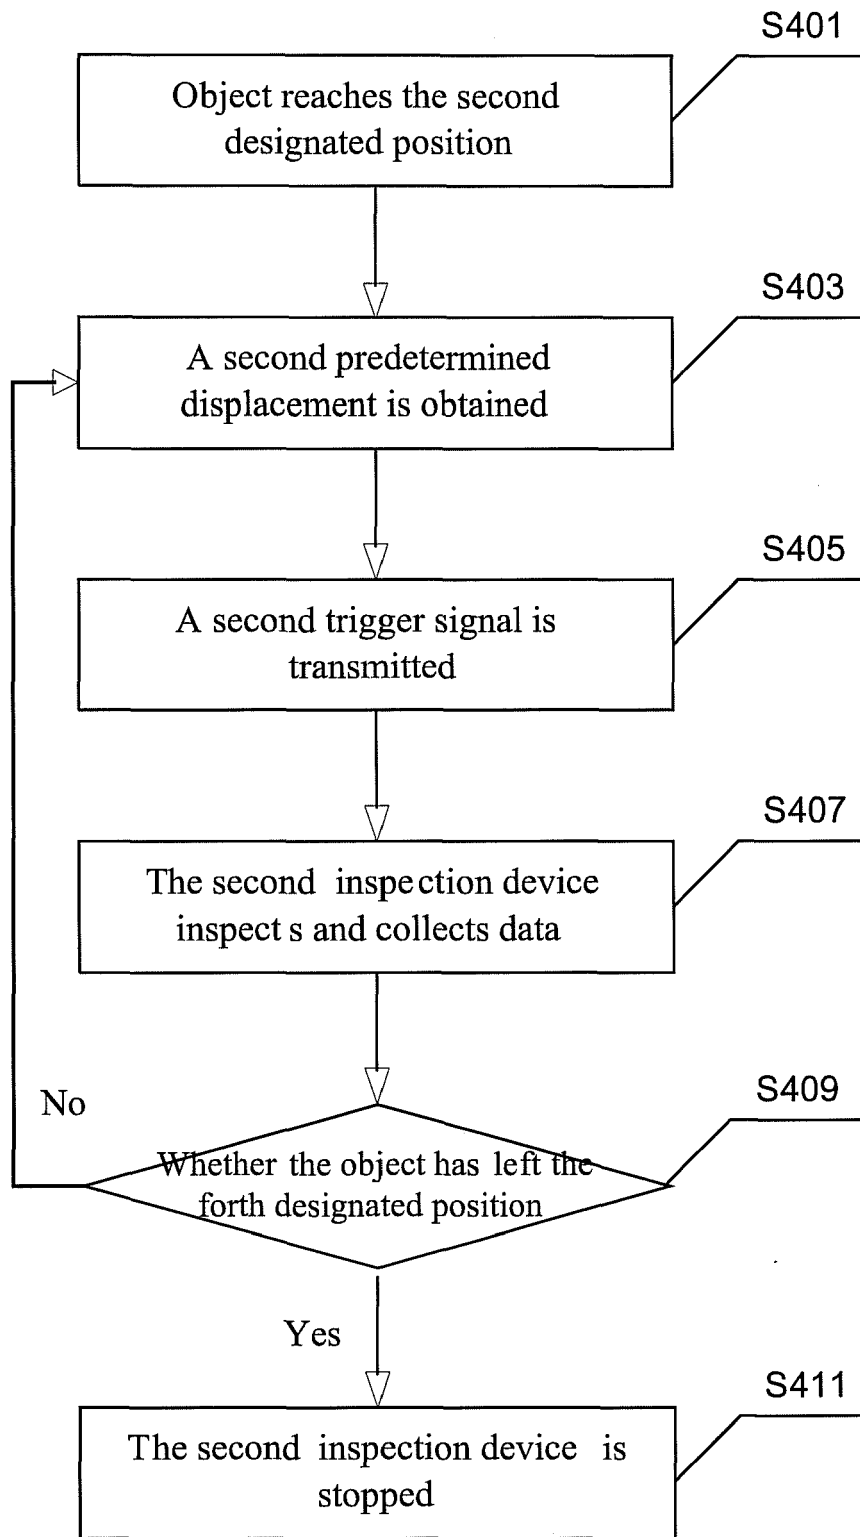 S401
Object reaches the second
designated position
S403
A second predetermined
displacement is obtained
S405
A second trigger signal is
transmitted
S407
The second inspection device
inspect s and collects data
No
S409
Whether the object has left the
forth designated position
Yes
S411
The second inspection device is
stopped